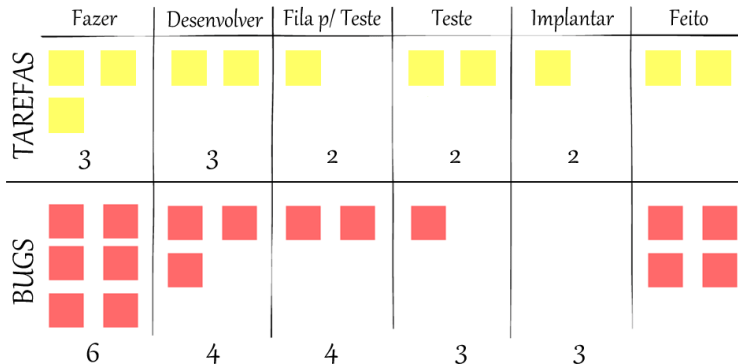 Fazer Desenvolver Fila p/ Teste Teste Implantar Feito
TAREFAS
3 3 2 2 2
BUGS
6 4 4 3 3